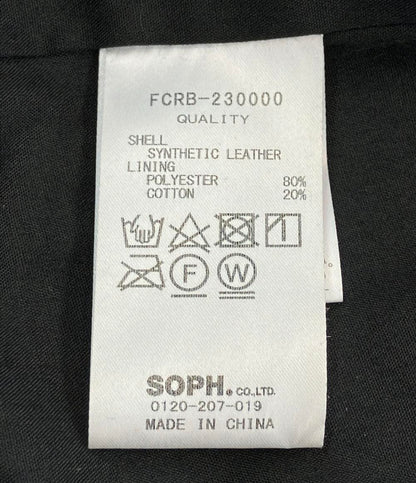 FCRB-230000
QUALITY
SHELL
SYNTHETIC LEATHER
LINING
POLYESTER 80%
COTTON 20%
F W
SOPH. CO.,LTD.
0120-207-019
MADE IN CHINA